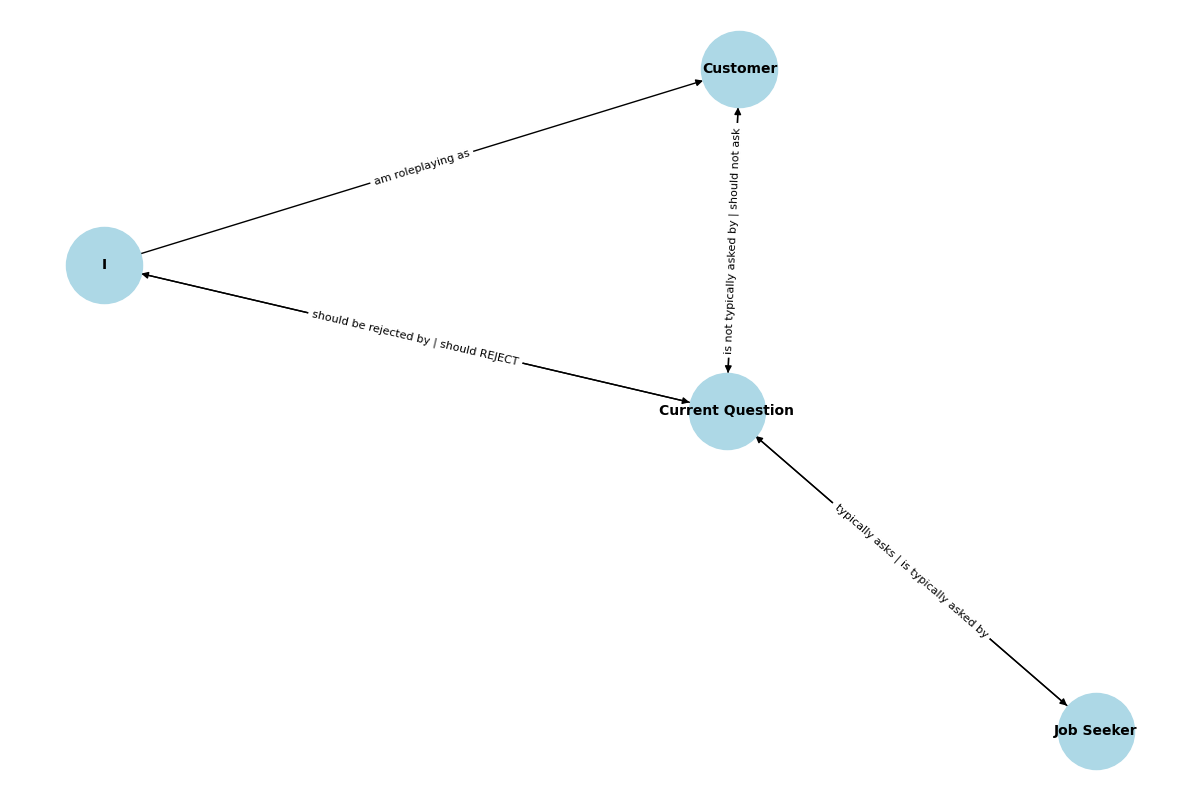 Customer
am roleplaying as
is not typically asked by | should not ask
I
should be rejected by | should REJECT
Current Question
typically asks | is typically asked by
Job Seeker